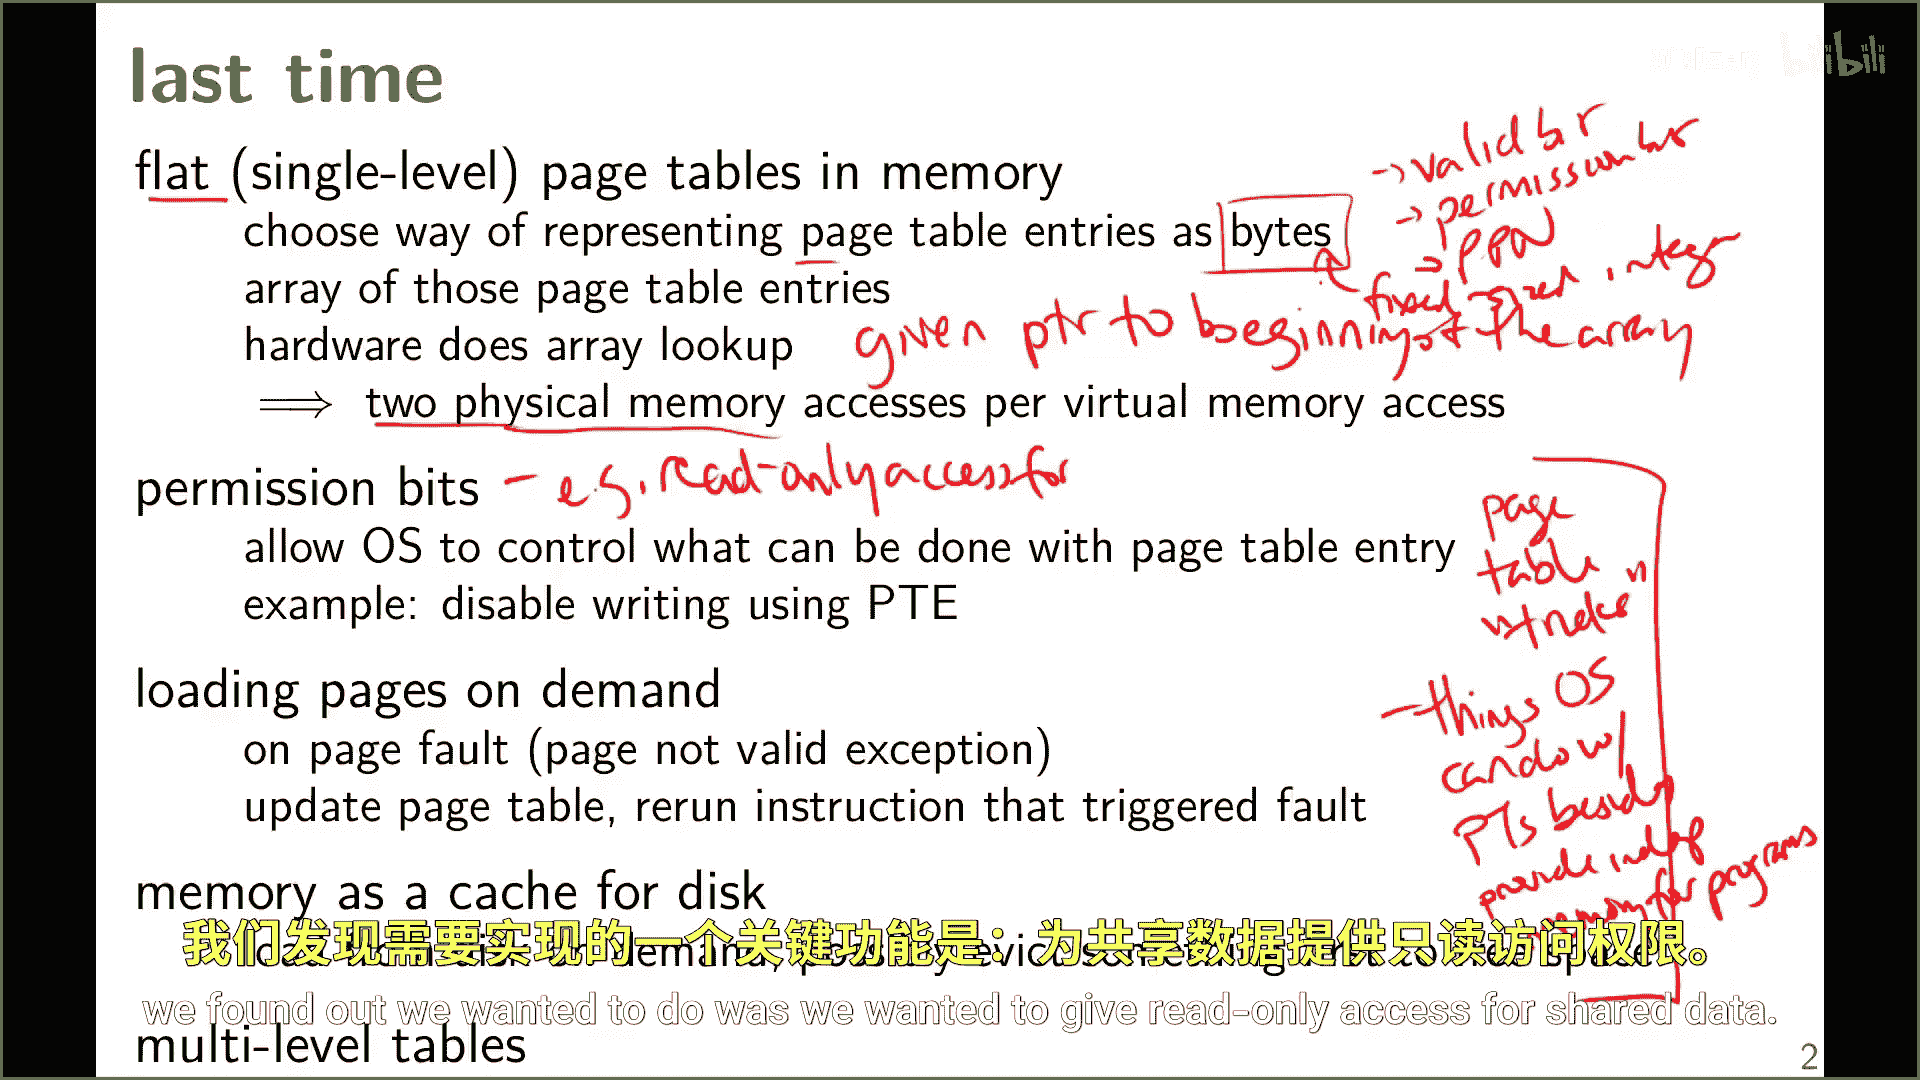 last time
bilibili
flat (single-level) page tables in memory
→ valid bit
→ permission bit
choose way of representing page table entries as bytes
→ PPN
fixed-sized integer
array of those page table entries
hardware does array lookup
given ptr to beginning of the array
⟹ two physical memory accesses per virtual memory access
permission bits
- e.g. read-only access for
page
table
allow OS to control what can be done with page table entry
example: disable writing using PTE
loading pages on demand
- things OS
can do w/
PTs beside
provide indep
memory for programs
on page fault (page not valid exception)
update page table, rerun instruction that triggered fault
memory as a cache for disk
我们发现需要实现的一个关键功能是：为共享数据提供只读访问权限。
demand, evict
we found out we wanted to do was we wanted to give read-only access for shared data.
multi-level tables
2